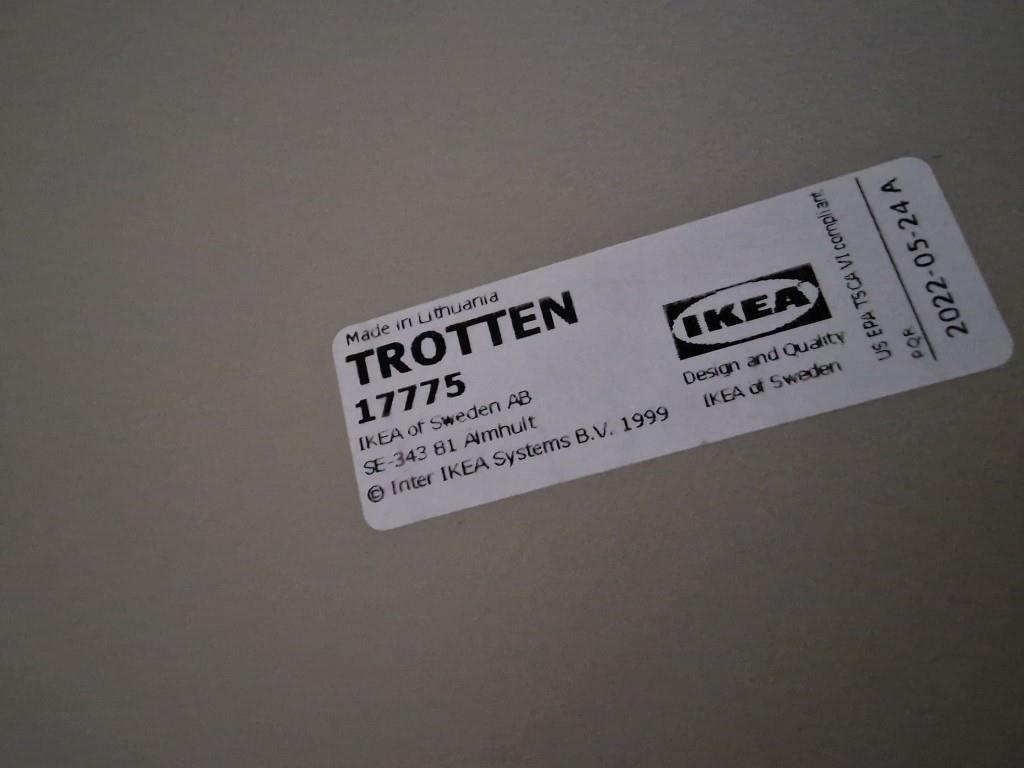 Made in Lithuania
TROTTEN
17775
IKEA of Sweden AB
SE-343 81 Älmhult
© Inter IKEA Systems B.V. 1999
IKEA
Design and Quality
IKEA of Sweden
US EPA TSCA VI compliant
PQR
2022-05-24 A